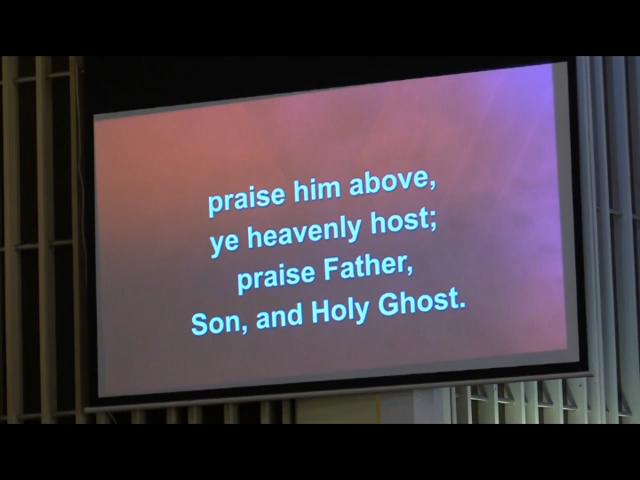 praise him above,
ye heavenly host;
praise Father,
Son, and Holy Ghost.